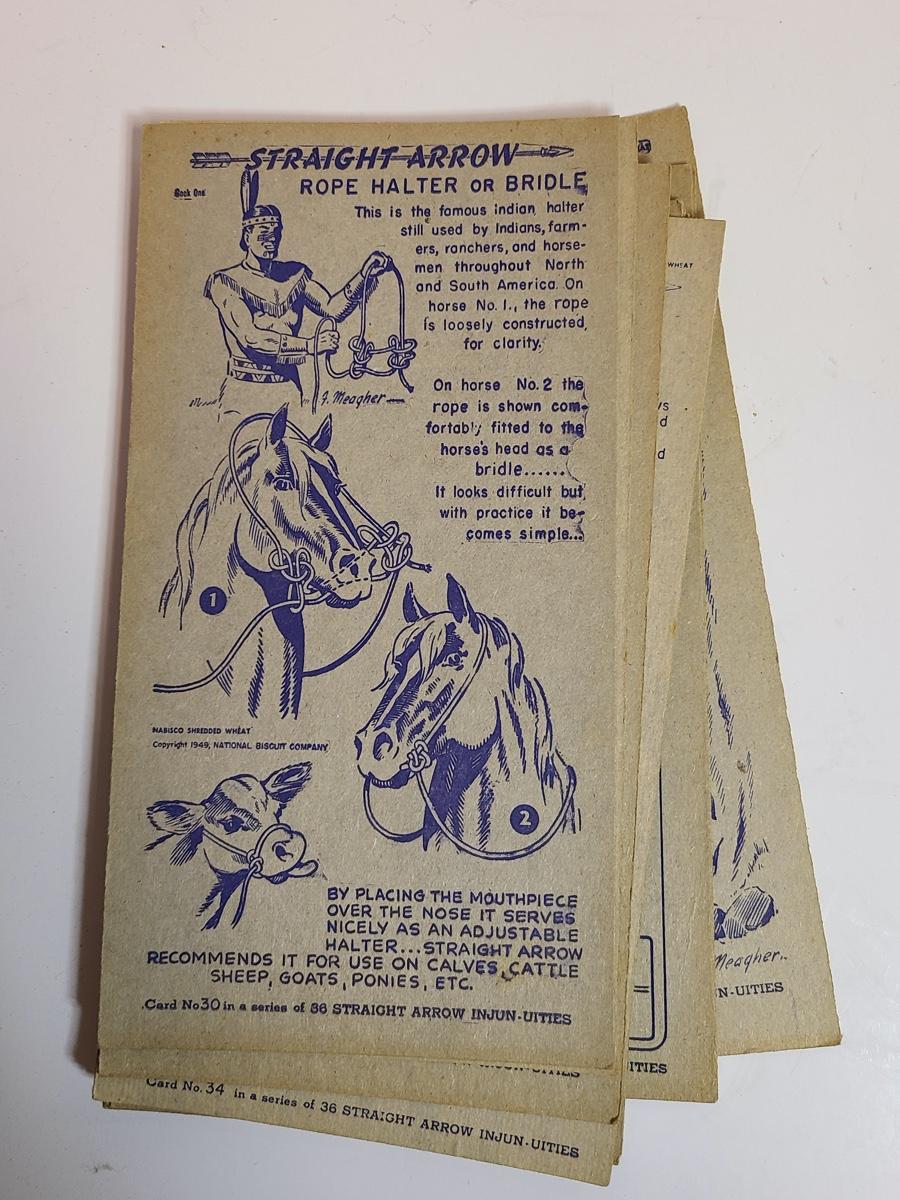 STRAIGHT ARROW
Book One
ROPE HALTER OR BRIDLE
This is the famous indian halter
still used by Indians, farm-
ers, ranchers, and horse-
men throughout North
and South America. On
horse No. 1., the rope
is loosely constructed,
for clarity.
J. Meagher
On horse No. 2 the
rope is shown com-
fortably fitted to the
horse's head as a
bridle......
It looks difficult but,
with practice it be-
comes simple...
1
2
NABISCO SHREDDED WHEAT
Copyright 1949, NATIONAL BISCUIT COMPANY
BY PLACING THE MOUTHPIECE
OVER THE NOSE IT SERVES
NICELY AS AN ADJUSTABLE
HALTER...STRAIGHT ARROW
RECOMMENDS IT FOR USE ON CALVES, CATTLE
SHEEP, GOATS, PONIES, ETC.
Card No 30 in a series of 36 STRAIGHT ARROW INJUN-UITIES
Card No. 34 in a series of 36 STRAIGHT ARROW INJUN-UITIES
WHEAT
d
d
Meagher..
N-UITIES
ITIES